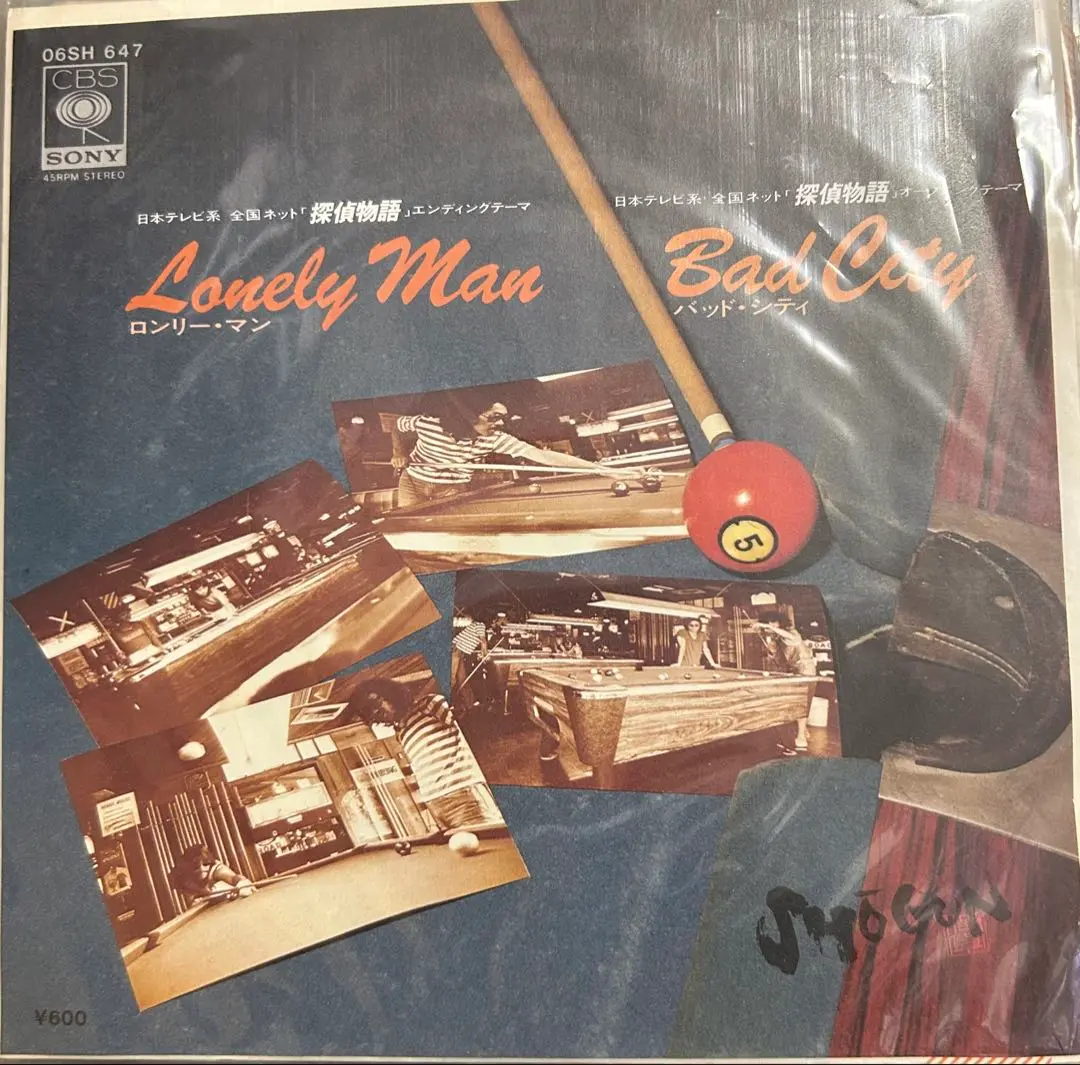 06SH 647
CBS
SONY
45RPM STEREO
日本テレビ系 全国ネット「探偵物語」エンディングテーマ
Lonely Man
ロンリー・マン
日本テレビ系 全国ネット「探偵物語」オープニングテーマ
Bad City
バッド・シティ
5
SHŌGUN
¥600